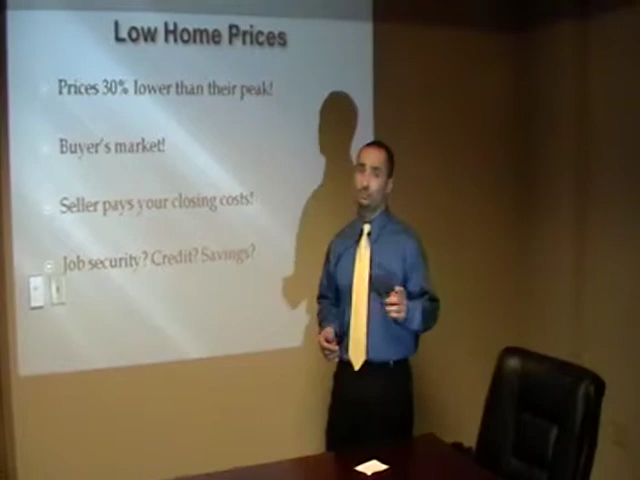 Low Home Prices
Prices 30% lower than their peak!
Buyer's market!
Seller pays your closing costs!
Job security? Credit? Savings?